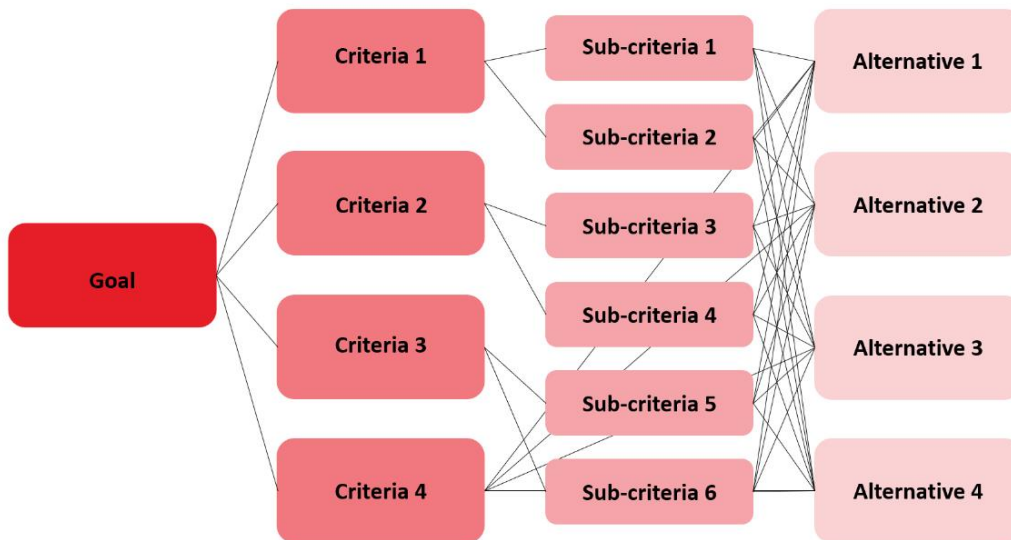 Goal
Criteria 1
Criteria 2
Criteria 3
Criteria 4
Sub-criteria 1
Sub-criteria 2
Sub-criteria 3
Sub-criteria 4
Sub-criteria 5
Sub-criteria 6
Alternative 1
Alternative 2
Alternative 3
Alternative 4